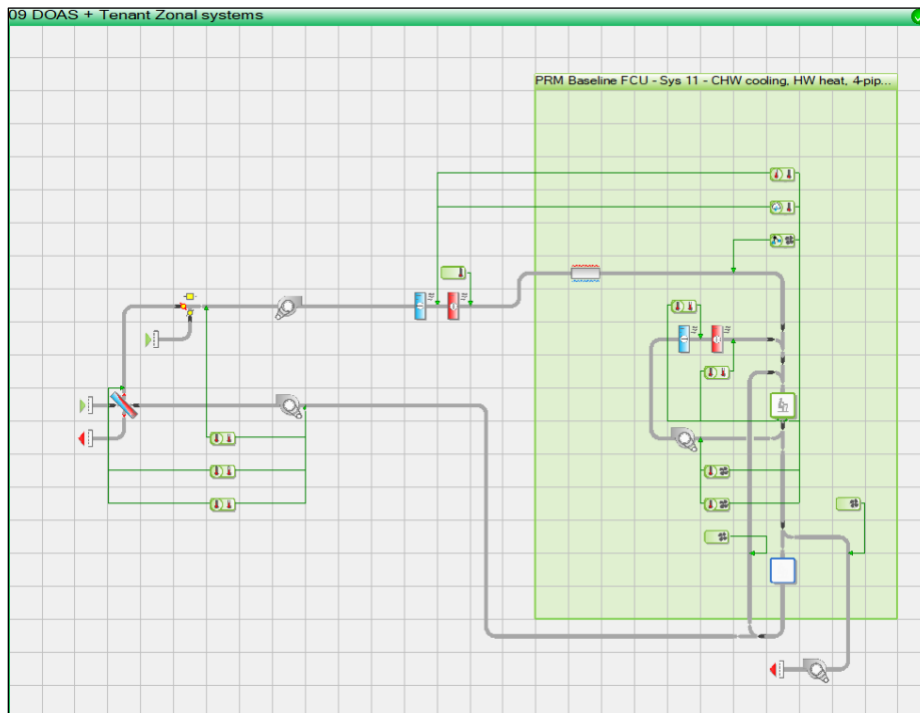 09 DOAS + Tenant Zonal systems
PRM Baseline FCU - Sys 11 - CHW cooling, HW heat, 4-pip...